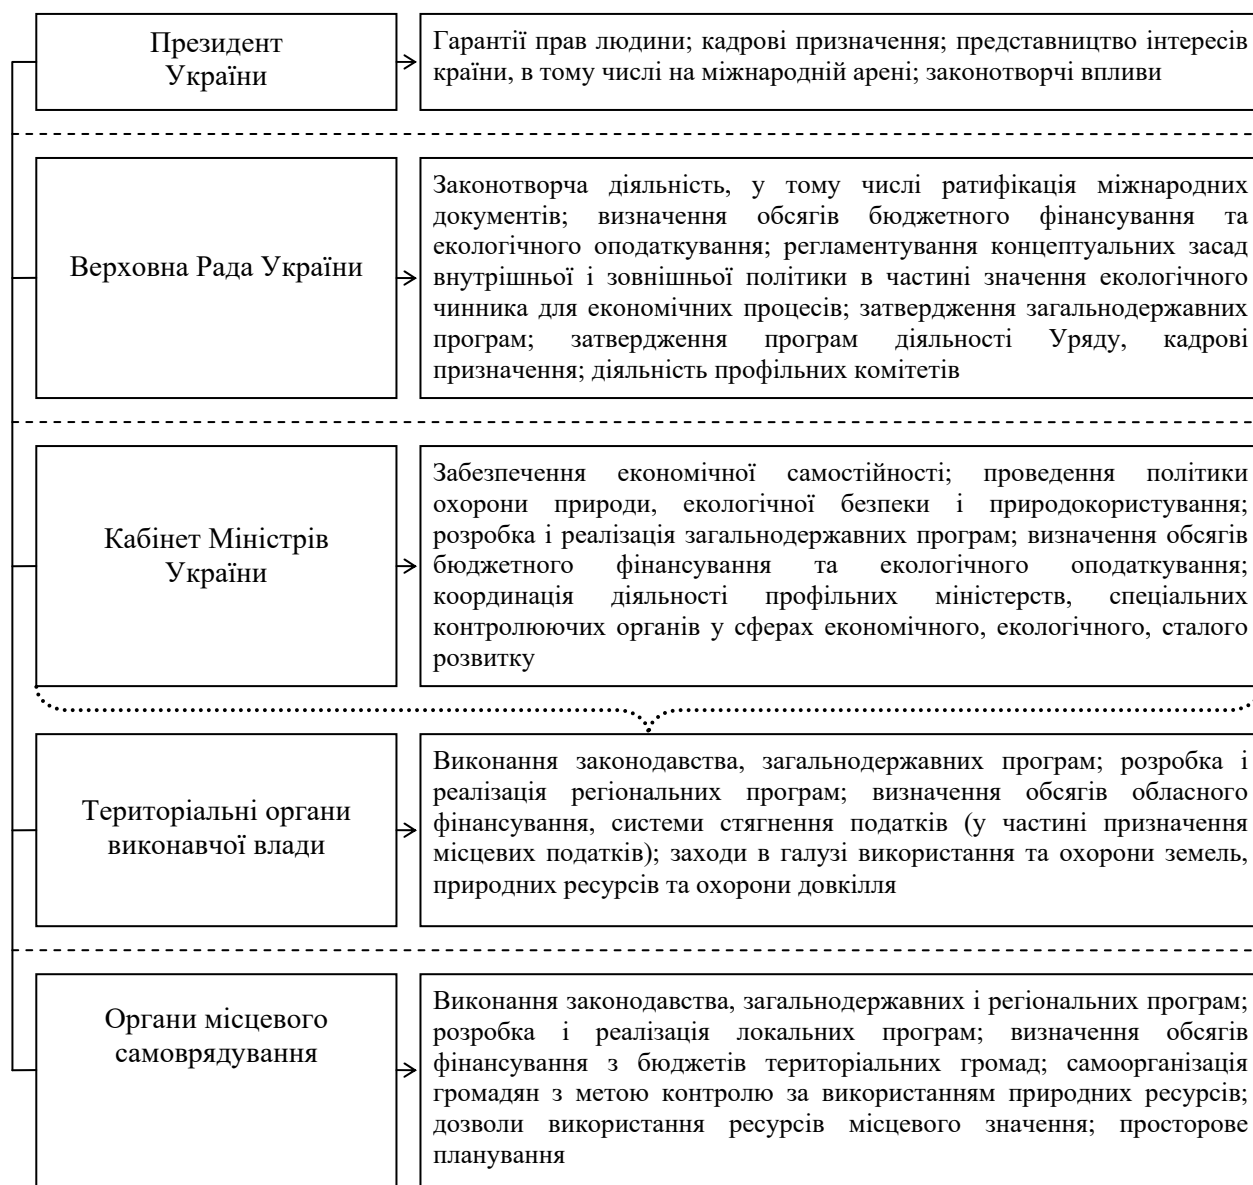 Президент
України
Гарантії прав людини; кадрові призначення; представництво інтересів
країни, в тому числі на міжнародній арені; законотворчі впливи
Верховна Рада України
Законотворча діяльність, у тому числі ратифікація міжнародних
документів; визначення обсягів бюджетного фінансування та
екологічного оподаткування; регламентування концептуальних засад
внутрішньої і зовнішньої політики в частині значення екологічного
чинника для економічних процесів; затвердження загальнодержавних
програм; затвердження програм діяльності Уряду, кадрові
призначення; діяльність профільних комітетів
Кабінет Міністрів
України
Забезпечення економічної самостійності; проведення політики
охорони природи, екологічної безпеки і природокористування;
розробка і реалізація загальнодержавних програм; визначення обсягів
бюджетного фінансування та екологічного оподаткування;
координація діяльності профільних міністерств, спеціальних
контролюючих органів у сферах економічного, екологічного, сталого
розвитку
Територіальні органи
виконавчої влади
Виконання законодавства, загальнодержавних програм; розробка і
реалізація регіональних програм; визначення обсягів обласного
фінансування, системи стягнення податків (у частині призначення
місцевих податків); заходи в галузі використання та охорони земель,
природних ресурсів та охорони довкілля
Органи місцевого
самоврядування
Виконання законодавства, загальнодержавних і регіональних програм;
розробка і реалізація локальних програм; визначення обсягів
фінансування з бюджетів територіальних громад; самоорганізація
громадян з метою контролю за використанням природних ресурсів;
дозволи використання ресурсів місцевого значення; просторове
планування